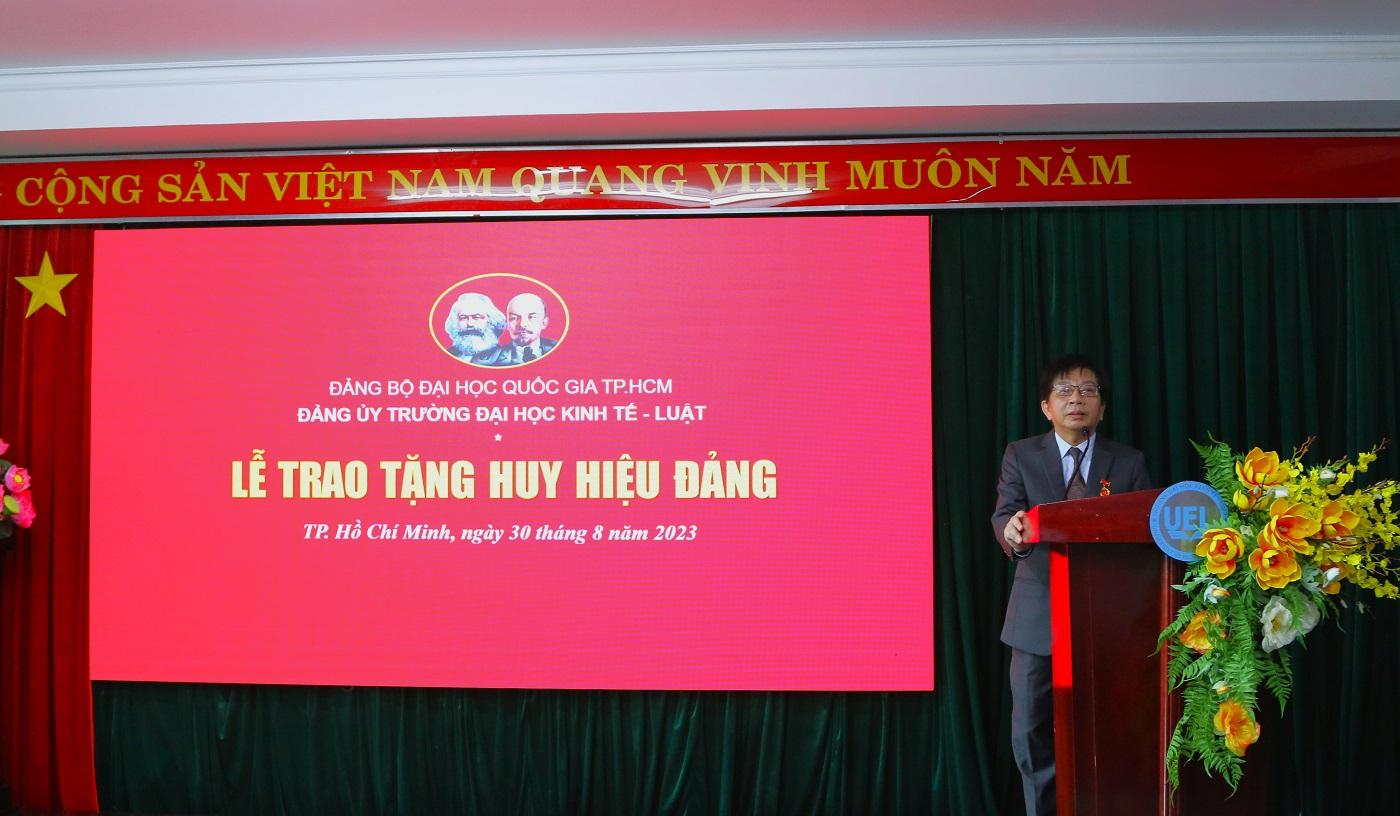 CỘNG SẢN VIỆT NAM QUANG VINH MUÔN NĂM
ĐẢNG BỘ ĐẠI HỌC QUỐC GIA TP.HCM
ĐẢNG ỦY TRƯỜNG ĐẠI HỌC KINH TẾ - LUẬT
*
LỄ TRAO TẶNG HUY HIỆU ĐẢNG
TP. Hồ Chí Minh, ngày 30 tháng 8 năm 2023
UEL